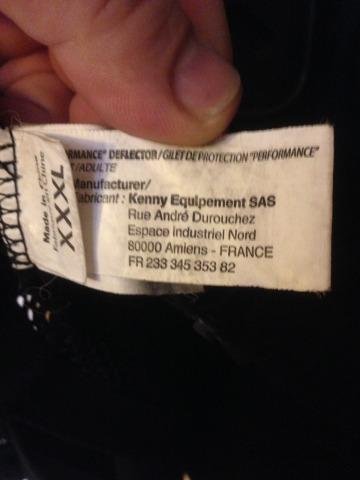 RMANCE" DEFLECTOR/GILET DE PROTECTION "PERFORMANCE"
/ADULTE
Manufacturer/
abricant : Kenny Equipement SAS
Rue André Durouchez
Espace industriel Nord
80000 Amiens - FRANCE
FR 233 345 353 82
Made in China
XXXL